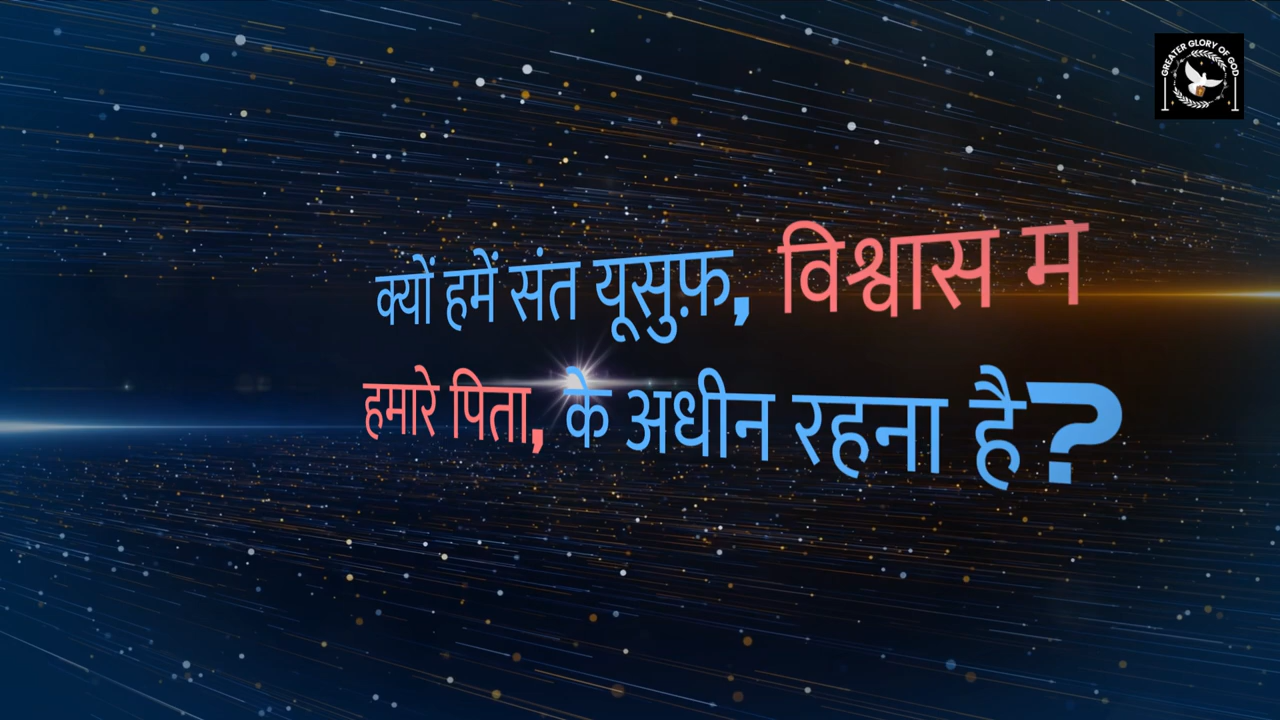 क्यों हमें संत यूसुफ़, विश्वास में
हमारे पिता, के अधीन रहना है?
GREATER GLORY OF GOD